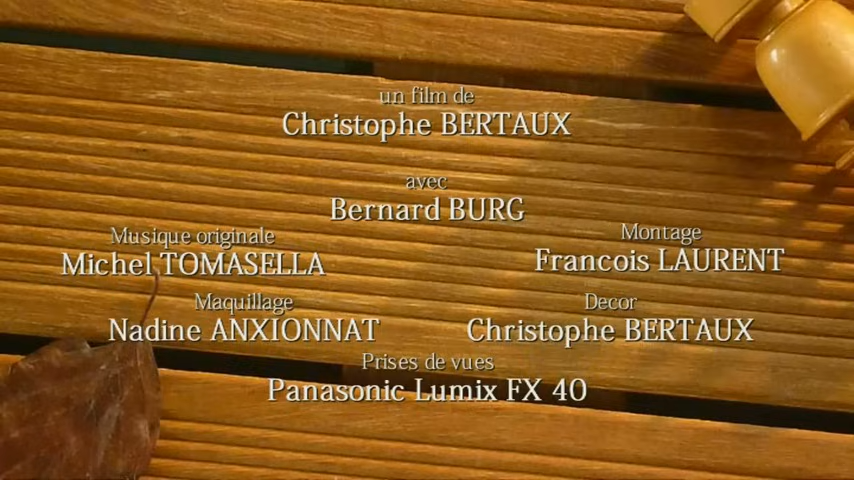 un film de
Christophe BERTAUX
avec
Bernard BURG
Musique originale
Michel TOMASELLA
Montage
Francois LAURENT
Maquillage
Nadine ANXIONNAT
Decor
Christophe BERTAUX
Prises de vues
Panasonic Lumix FX 40